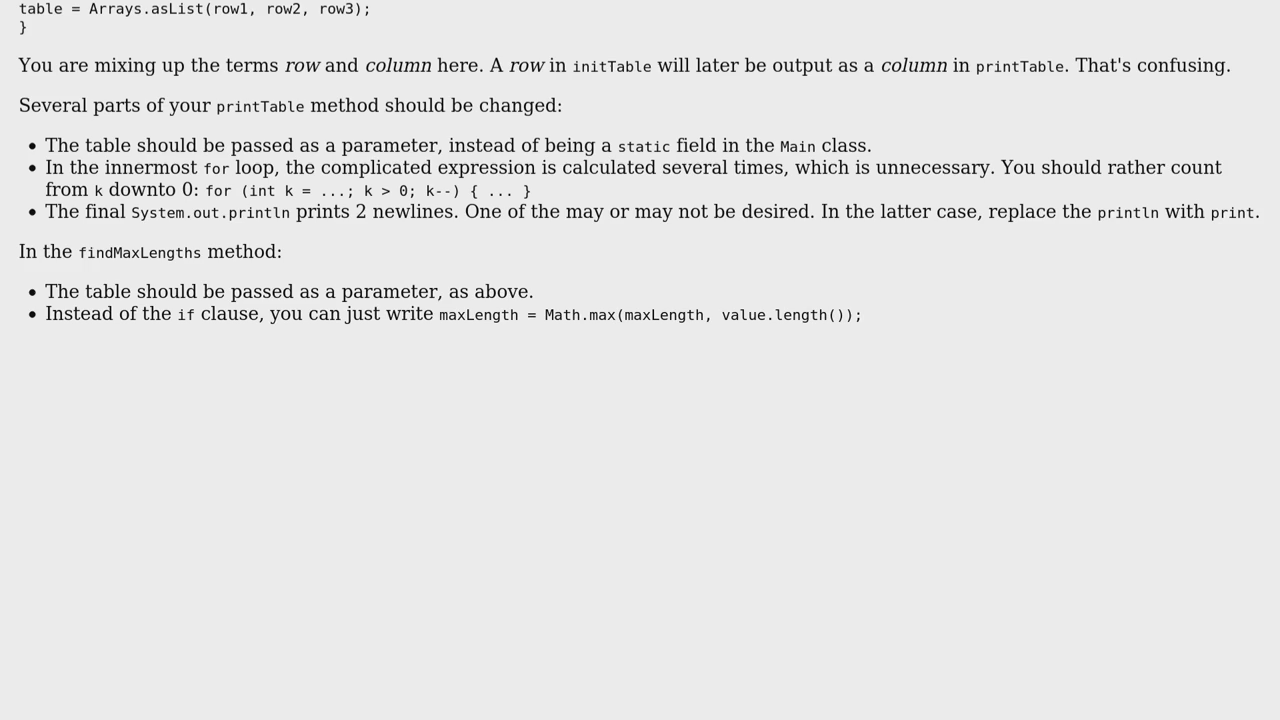 table = Arrays.asList(row1, row2, row3);
}
You are mixing up the terms row and column here. A row in initTable will later be output as a column in printTable. That's confusing.
Several parts of your printTable method should be changed:
• The table should be passed as a parameter, instead of being a static field in the Main class.
• In the innermost for loop, the complicated expression is calculated several times, which is unnecessary. You should rather count
from k downto 0: for (int k = ...; k > 0; k--) { ... }
• The final System.out.println prints 2 newlines. One of the may or may not be desired. In the latter case, replace the println with print.
In the findMaxLengths method:
• The table should be passed as a parameter, as above.
• Instead of the if clause, you can just write maxLength = Math.max(maxLength, value.length());